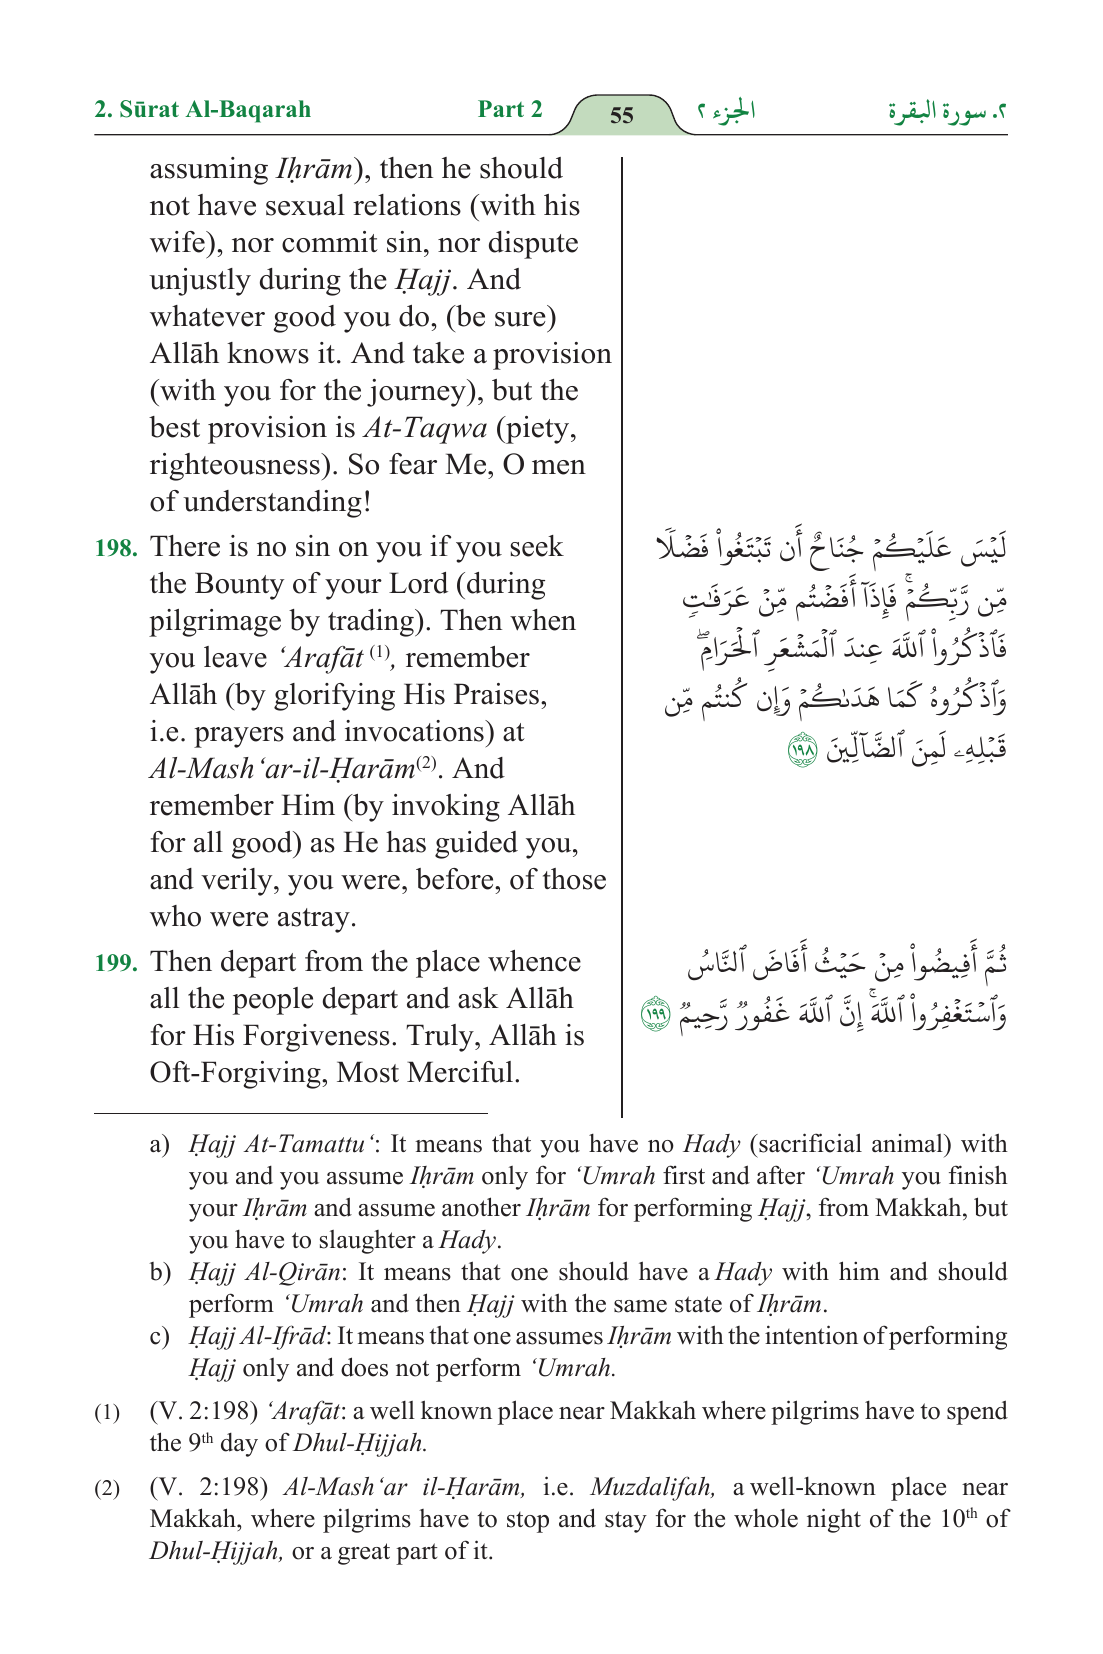 2. Sūrat Al-Baqarah Part 2 55 الجزء ٢ ٢. سورة البقرة
assuming Iḥrām), then he should
not have sexual relations (with his
wife), nor commit sin, nor dispute
unjustly during the Ḥajj. And
whatever good you do, (be sure)
Allāh knows it. And take a provision
(with you for the journey), but the
best provision is At-Taqwa (piety,
righteousness). So fear Me, O men
of understanding!
198. There is no sin on you if you seek
the Bounty of your Lord (during
pilgrimage by trading). Then when
you leave ‘Arafāt (1), remember
Allāh (by glorifying His Praises,
i.e. prayers and invocations) at
Al-Mash‘ar-il-Ḥarām(2). And
remember Him (by invoking Allāh
for all good) as He has guided you,
and verily, you were, before, of those
who were astray.
لَيْسَ عَلَيْكُمْ جُنَاحٌ أَن تَبْتَغُوا۟ فَضْلًا
مِّن رَّبِّكُمْ ۚ فَإِذَآ أَفَضْتُم مِّنْ عَرَفَٰتٍ
فَٱذْكُرُوا۟ ٱللَّهَ عِندَ ٱلْمَشْعَرِ ٱلْحَرَامِ ۖ
وَٱذْكُرُوهُ كَمَا هَدَىٰكُمْ وَإِن كُنتُم مِّن
قَبْلِهِۦ لَمِنَ ٱلضَّآلِّينَ ١٩٨
199. Then depart from the place whence
all the people depart and ask Allāh
for His Forgiveness. Truly, Allāh is
Oft-Forgiving, Most Merciful.
ثُمَّ أَفِيضُوا۟ مِنْ حَيْثُ أَفَاضَ ٱلنَّاسُ
وَٱسْتَغْفِرُوا۟ ٱللَّهَ ۚ إِنَّ ٱللَّهَ غَفُورٌ رَّحِيمٌ ١٩٩
a) Ḥajj At-Tamattu‘: It means that you have no Hady (sacrificial animal) with
you and you assume Iḥrām only for ‘Umrah first and after ‘Umrah you finish
your Iḥrām and assume another Iḥrām for performing Ḥajj, from Makkah, but
you have to slaughter a Hady.
b) Ḥajj Al-Qirān: It means that one should have a Hady with him and should
perform ‘Umrah and then Ḥajj with the same state of Iḥrām.
c) Ḥajj Al-Ifrād: It means that one assumes Iḥrām with the intention of performing
Ḥajj only and does not perform ‘Umrah.
(1) (V. 2:198) ‘Arafāt: a well known place near Makkah where pilgrims have to spend
the 9th day of Dhul-Ḥijjah.
(2) (V. 2:198) Al-Mash‘ar il-Ḥarām, i.e. Muzdalifah, a well-known place near
Makkah, where pilgrims have to stop and stay for the whole night of the 10th of
Dhul-Ḥijjah, or a great part of it.